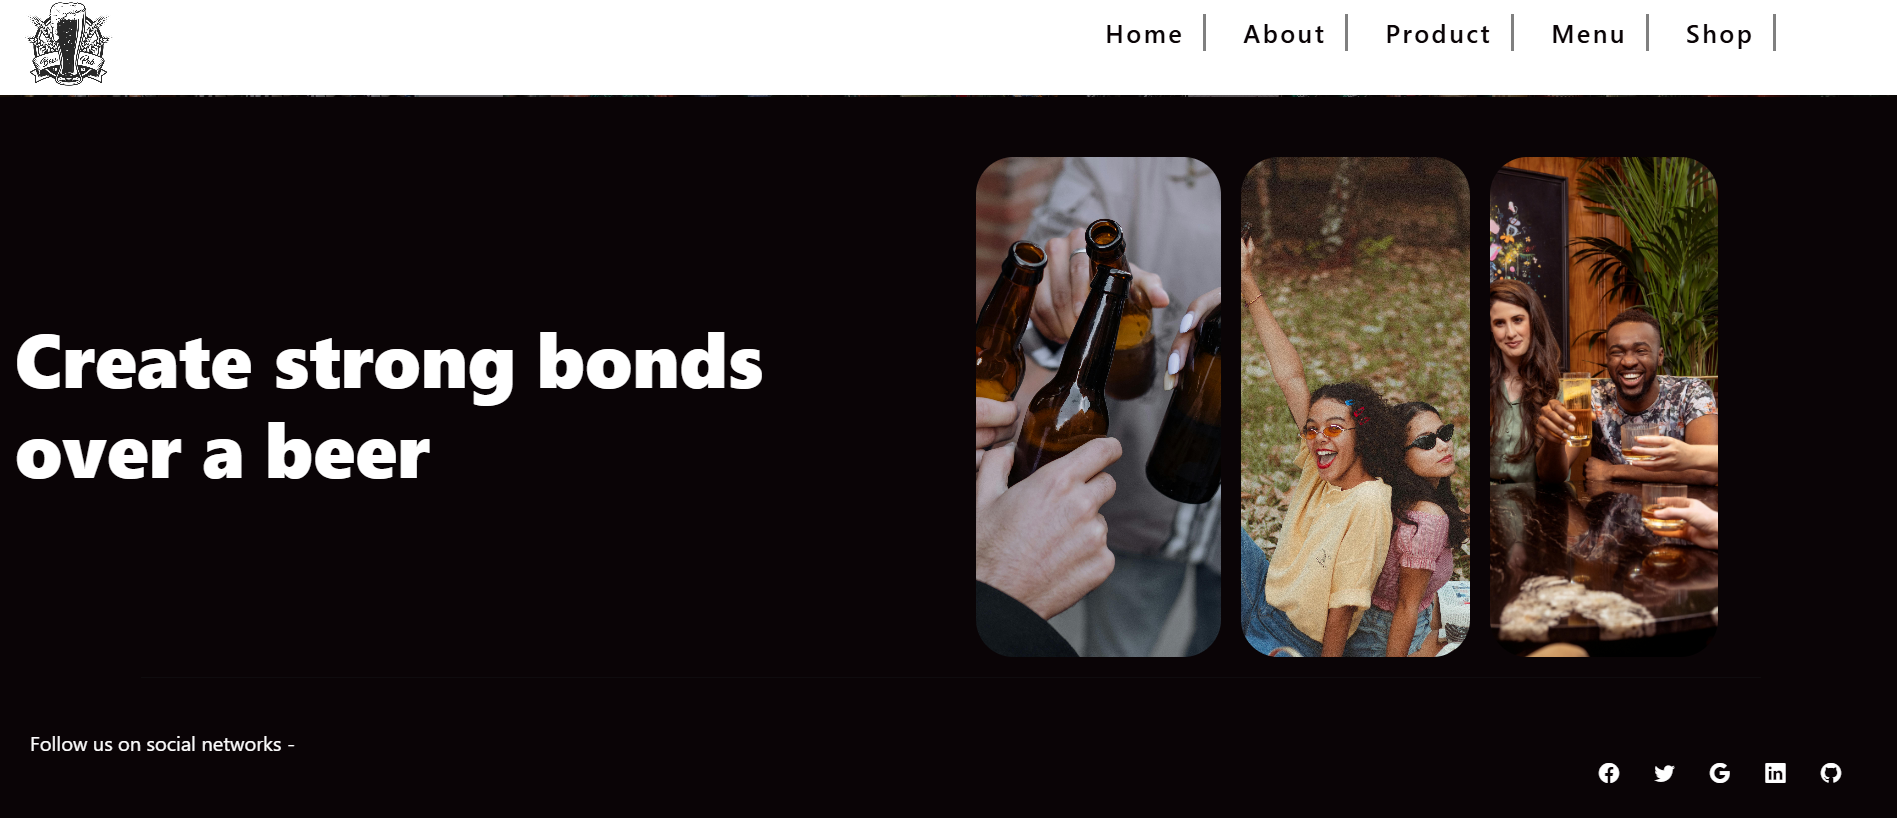 Beer Pub
Home
About
Product
Menu
Shop
Create strong bonds
over a beer
Follow us on social networks -